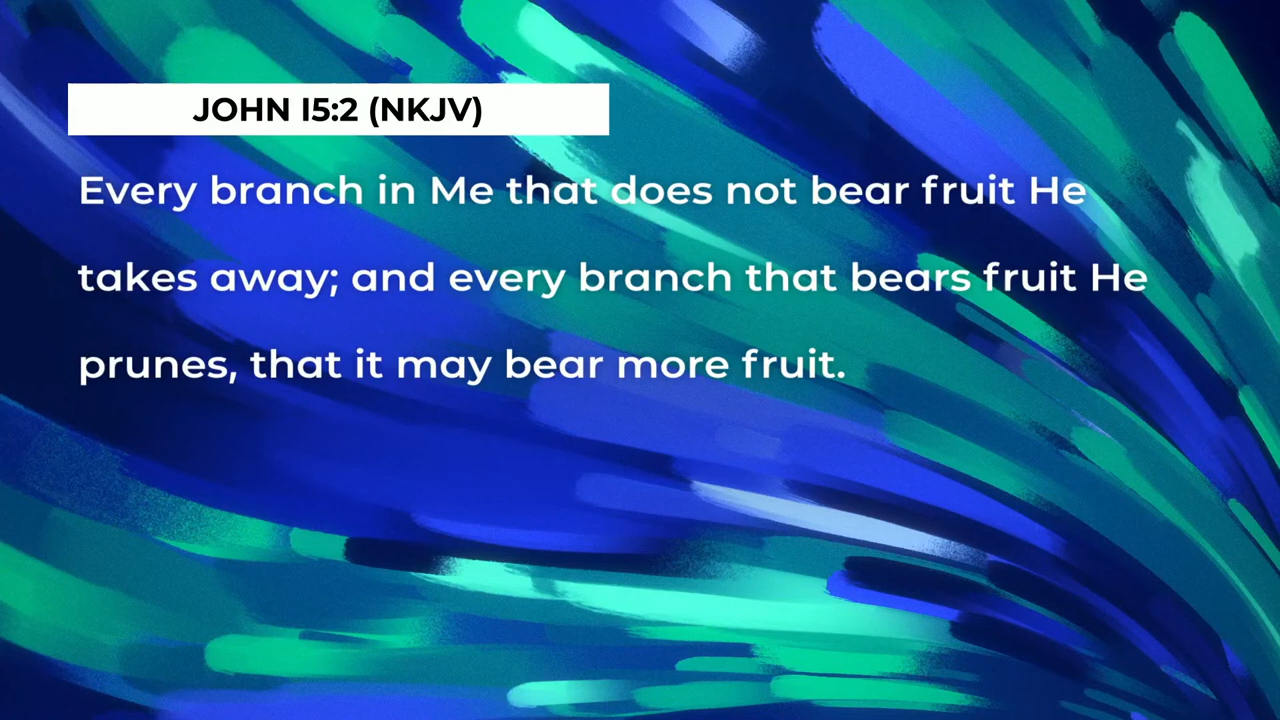 JOHN I5:2 (NKJV)
Every branch in Me that does not bear fruit He
takes away; and every branch that bears fruit He
prunes, that it may bear more fruit.